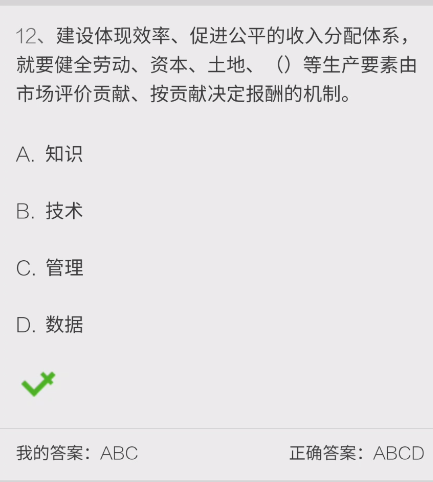 12、建设体现效率、促进公平的收入分配体系，
就要健全劳动、资本、土地、（）等生产要素由
市场评价贡献、按贡献决定报酬的机制。
A. 知识
B. 技术
C. 管理
D. 数据
我的答案：ABC 正确答案：ABCD